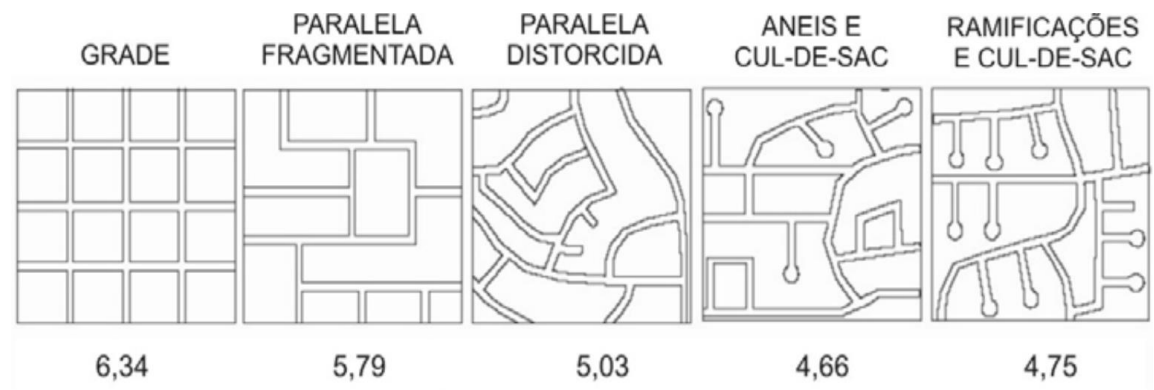 GRADE
PARALELA
FRAGMENTADA
PARALELA
DISTORCIDA
ANEIS E
CUL-DE-SAC
RAMIFICAÇÕES
E CUL-DE-SAC
6,34
5,79
5,03
4,66
4,75